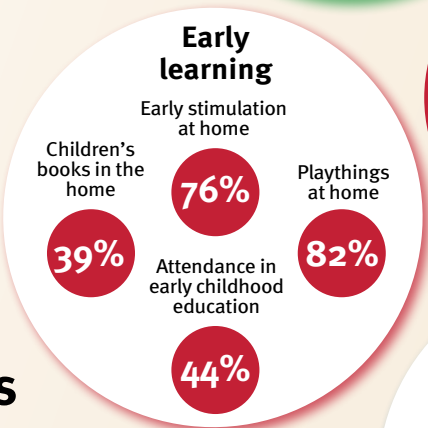 Early
learning
Early stimulation
at home
76%
Children's
books in the
home
39%
Playthings
at home
82%
Attendance in
early childhood
education
44%
s